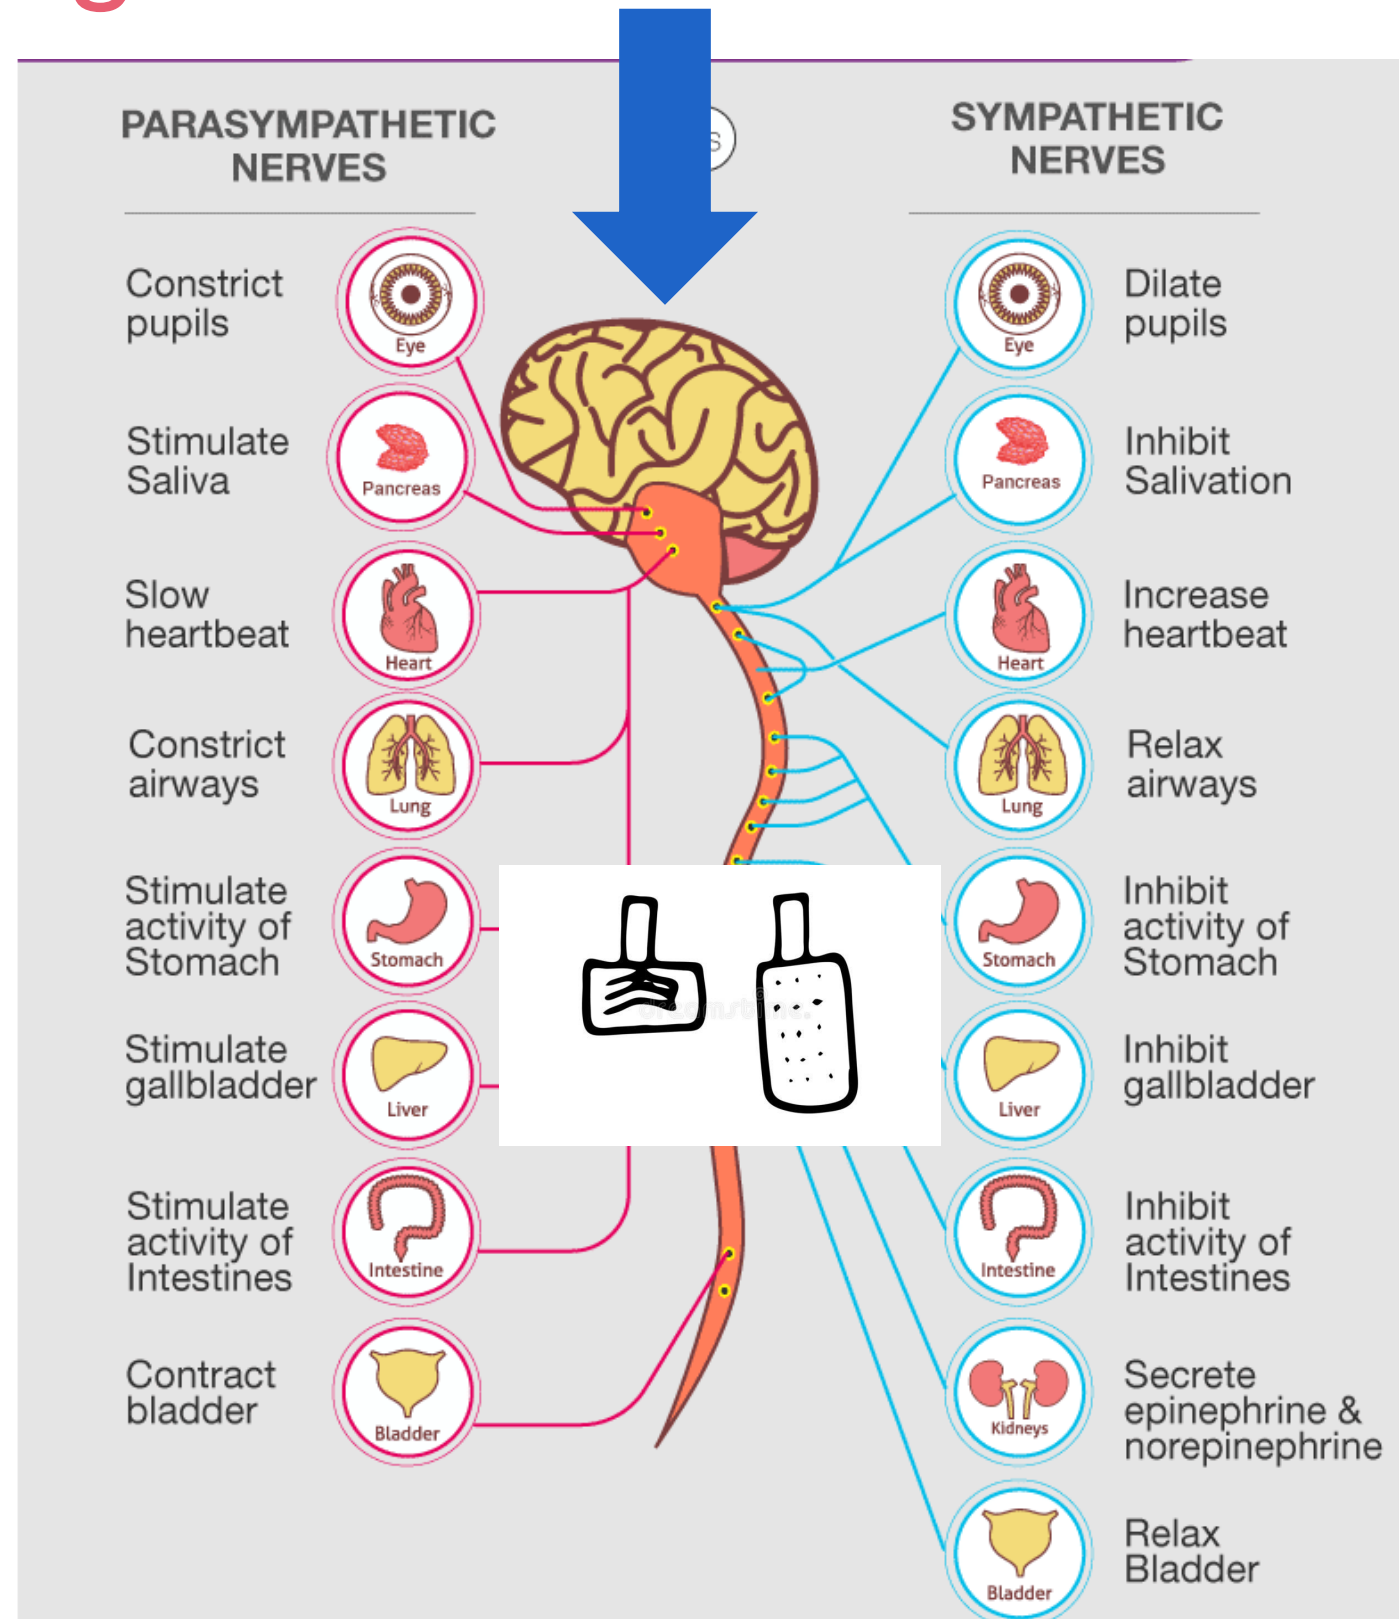 PARASYMPATHETIC
NERVES
S
SYMPATHETIC
NERVES
Constrict
pupils
Eye
Eye
Dilate
pupils
Stimulate
Saliva
Pancreas
Pancreas
Inhibit
Salivation
Slow
heartbeat
Heart
Heart
Increase
heartbeat
Constrict
airways
Lung
Lung
Relax
airways
Stimulate
activity of
Stomach
Stomach
Stomach
Inhibit
activity of
Stomach
dreamstime.
Stimulate
gallbladder
Liver
Liver
Inhibit
gallbladder
Stimulate
activity of
Intestines
Intestine
Intestine
Inhibit
activity of
Intestines
Contract
bladder
Bladder
Kidneys
Secrete
epinephrine &
norepinephrine
Bladder
Relax
Bladder